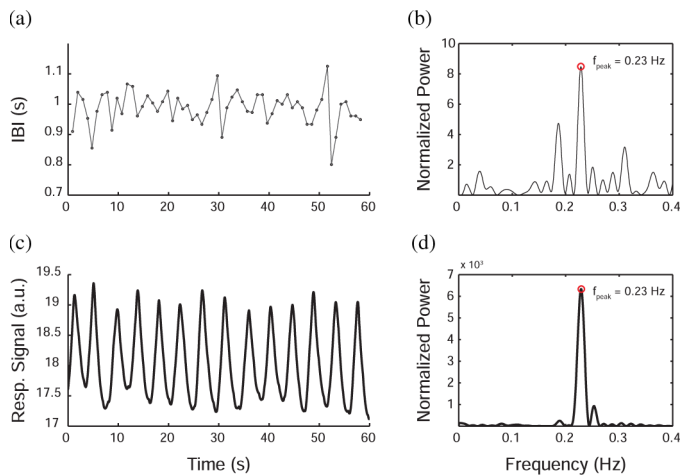 (a)
IBI (s)
1.1
1
0.9
0.8
0.7
0 10 20 30 40 50 60
(b)
Normalized Power
10
8
6
4
2
0 0.1 0.2 0.3 0.4
f_peak = 0.23 Hz
(c)
Resp. Signal (a.u.)
19.5
19
18.5
18
17.5
17
0 10 20 30 40 50 60
Time (s)
(d)
Normalized Power
x 10³
7
6
5
4
3
2
1
0 0.1 0.2 0.3 0.4
f_peak = 0.23 Hz
Frequency (Hz)